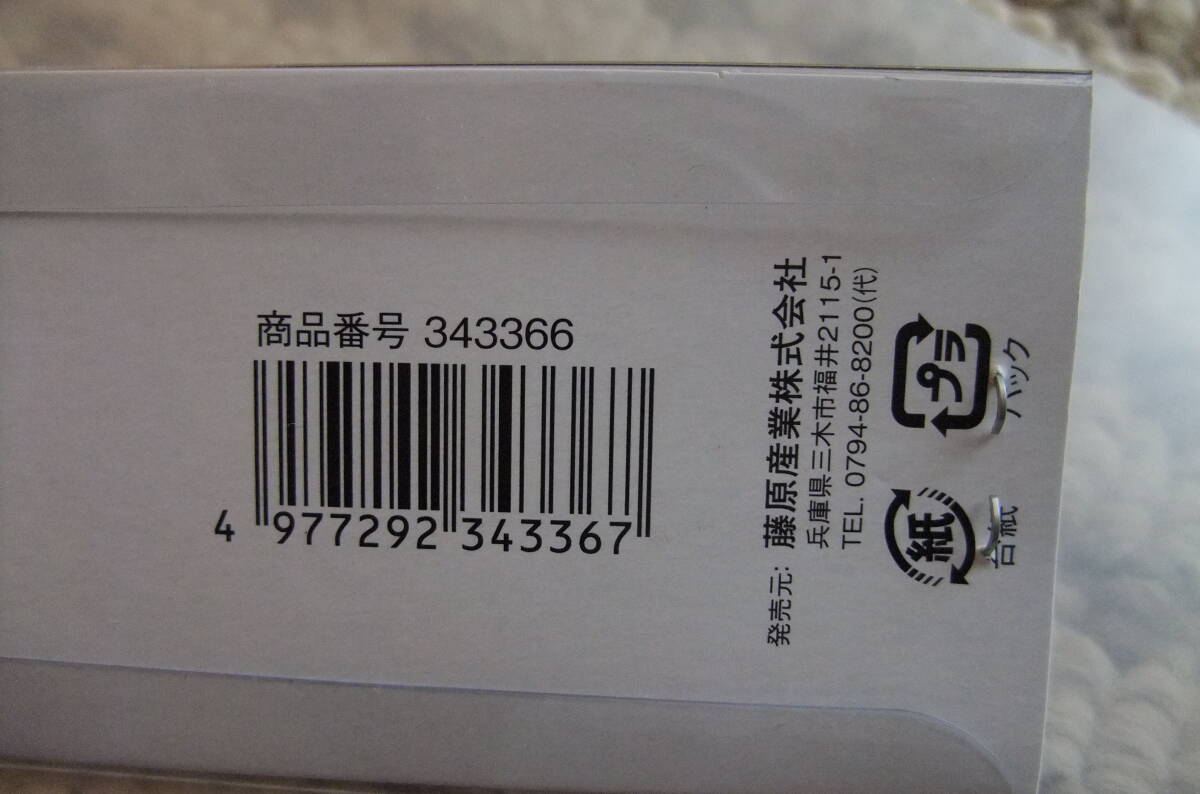 商品番号 343366
4 977292 343367
発売元: 藤原産業株式会社
兵庫県三木市福井2115-1
TEL. 0794-86-8200(代)
プラ
パック
紙
台紙